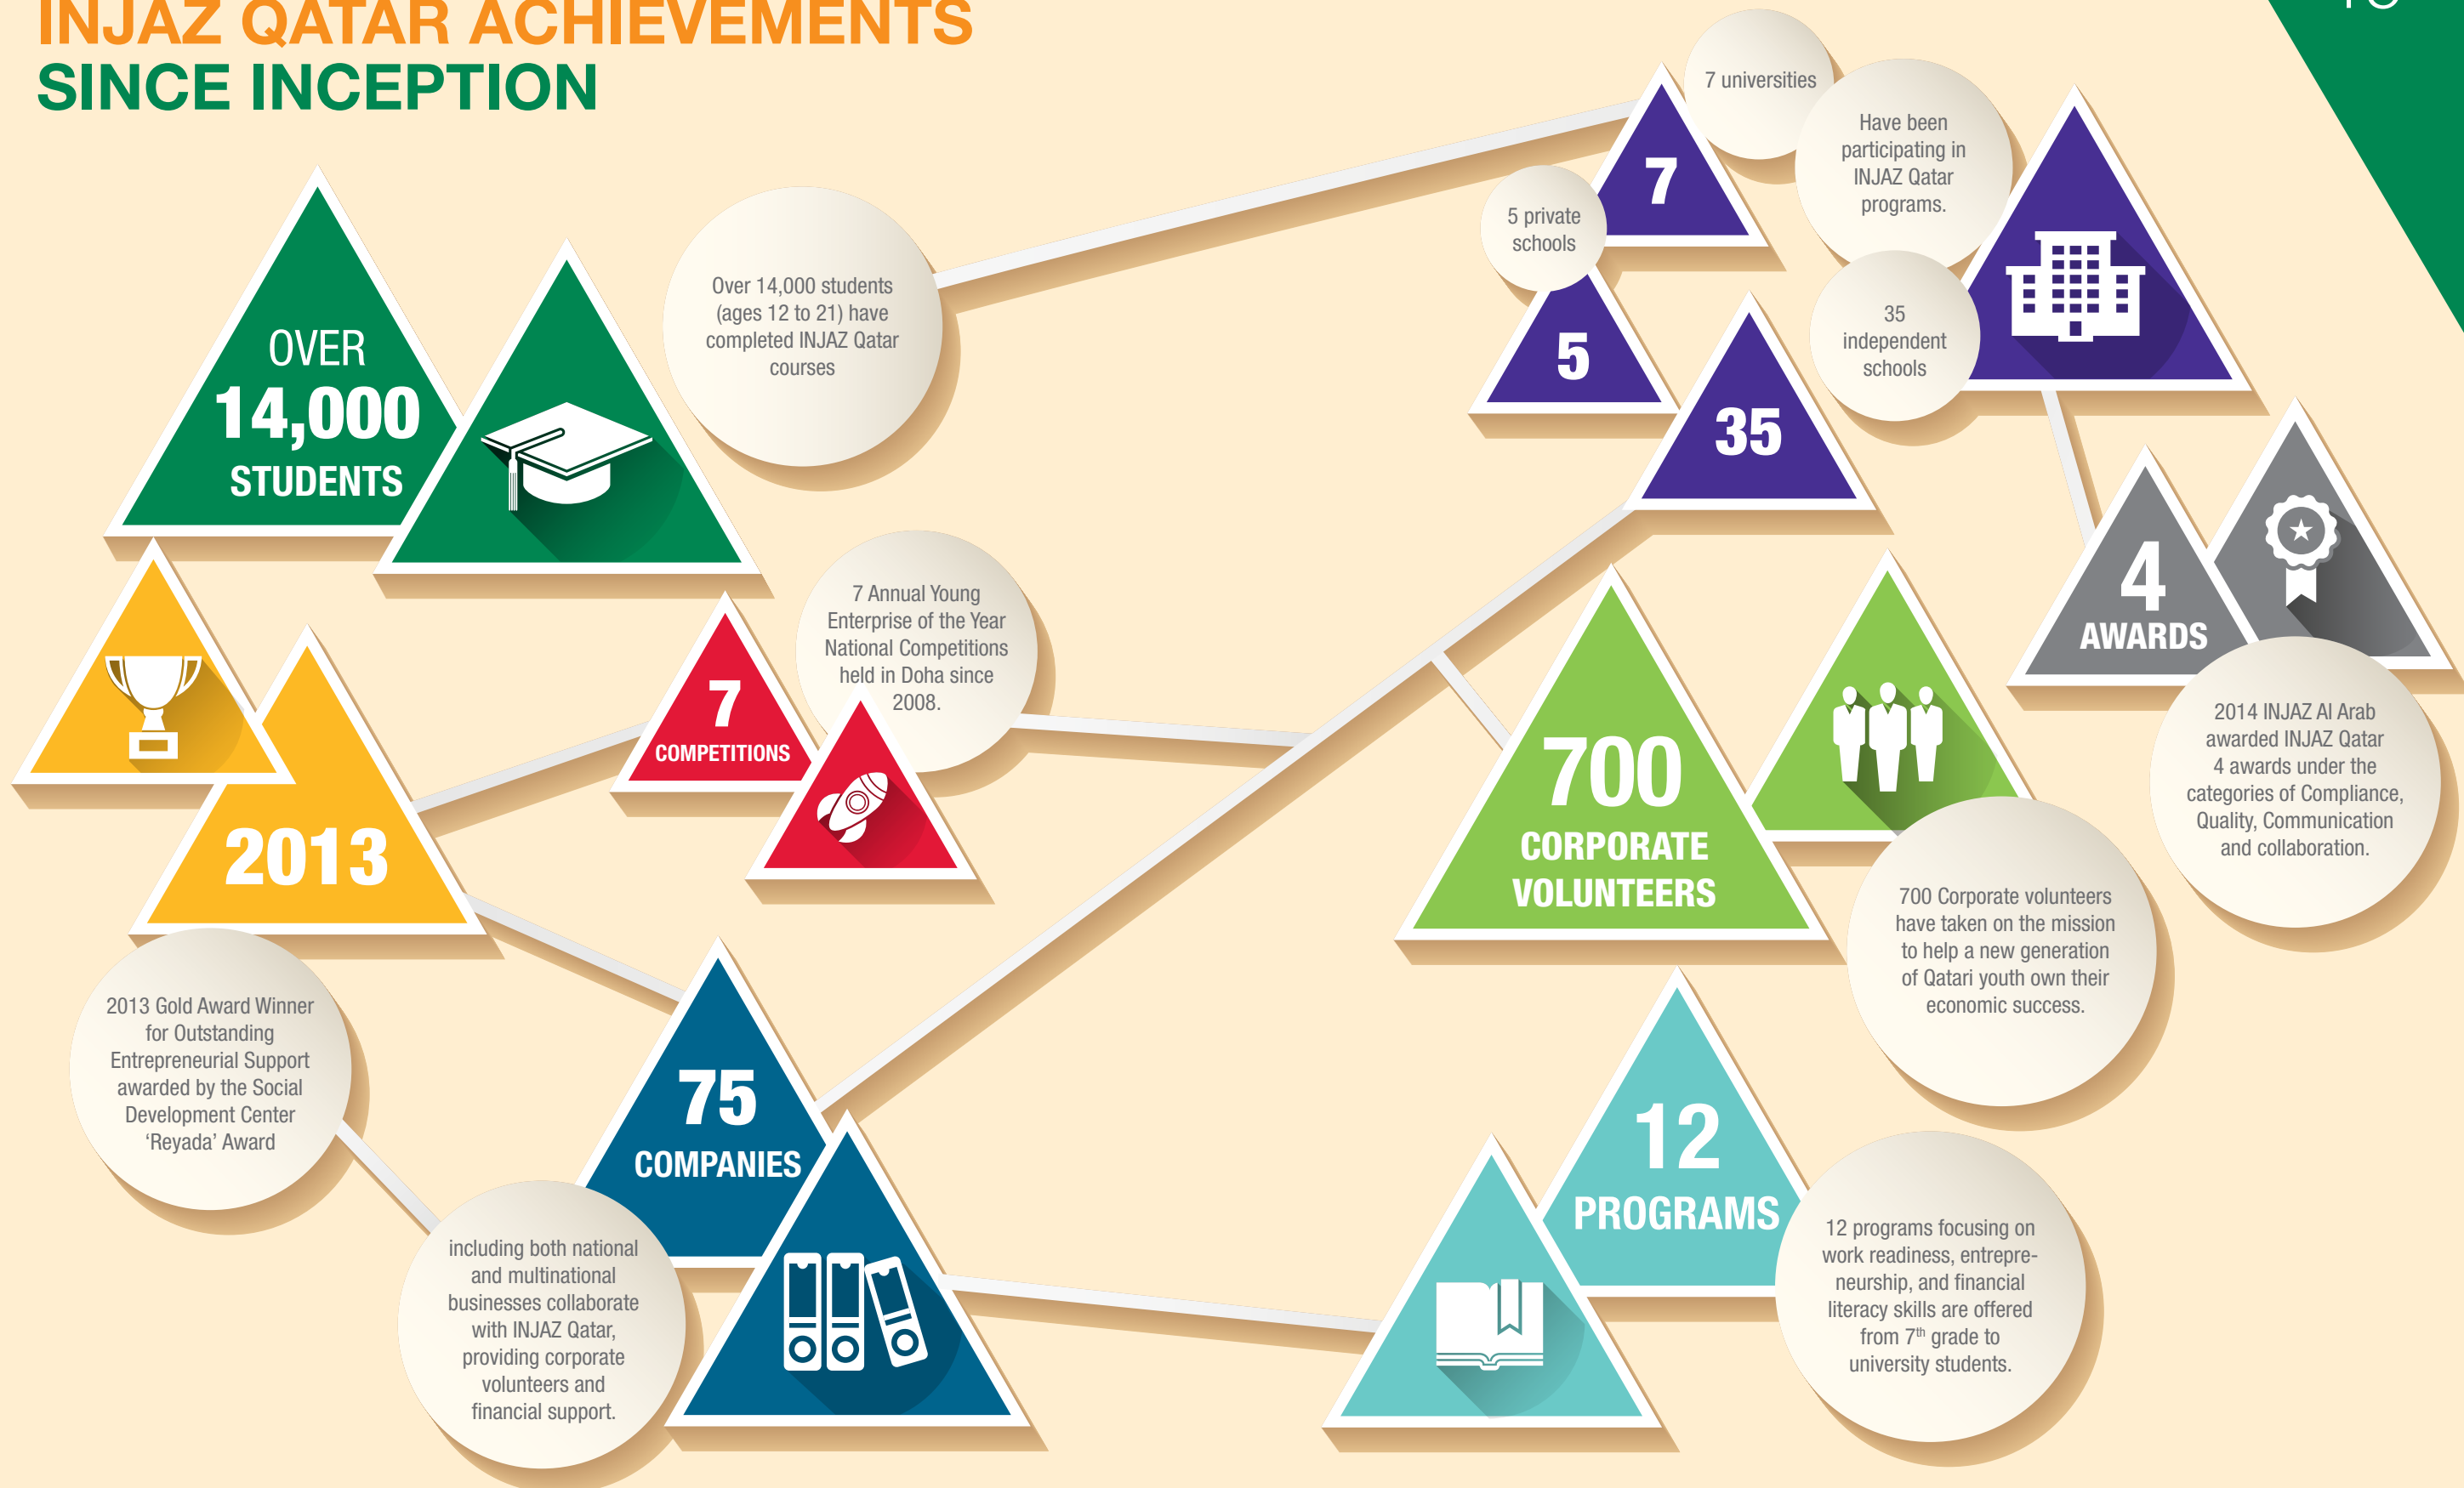 INJAZ QATAR ACHIEVEMENTS
SINCE INCEPTION
OVER
14,000
STUDENTS
Over 14,000 students
(ages 12 to 21) have
completed INJAZ Qatar
courses
7
7 universities
5 private
schools
5
35
35
independent
schools
Have been
participating in
INJAZ Qatar
programs.
4
AWARDS
2014 INJAZ Al Arab
awarded INJAZ Qatar
4 awards under the
categories of Compliance,
Quality, Communication
and collaboration.
7
COMPETITIONS
7 Annual Young
Enterprise of the Year
National Competitions
held in Doha since
2008.
2013
2013 Gold Award Winner
for Outstanding
Entrepreneurial Support
awarded by the Social
Development Center
‘Reyada’ Award
700
CORPORATE
VOLUNTEERS
700 Corporate volunteers
have taken on the mission
to help a new generation
of Qatari youth own their
economic success.
75
COMPANIES
including both national
and multinational
businesses collaborate
with INJAZ Qatar,
providing corporate
volunteers and
financial support.
12
PROGRAMS
12 programs focusing on
work readiness, entrepre-
neurship, and financial
literacy skills are offered
from 7th grade to
university students.